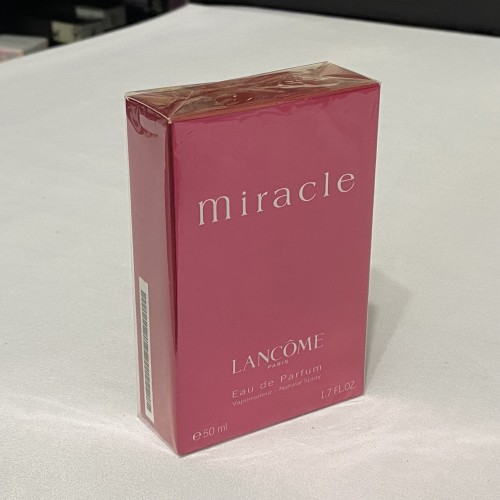 miracle
LANCÔME
PARIS
Eau de Parfum
Vaporisateur - Natural Spray
℮50 ml 1.7 FL.OZ.